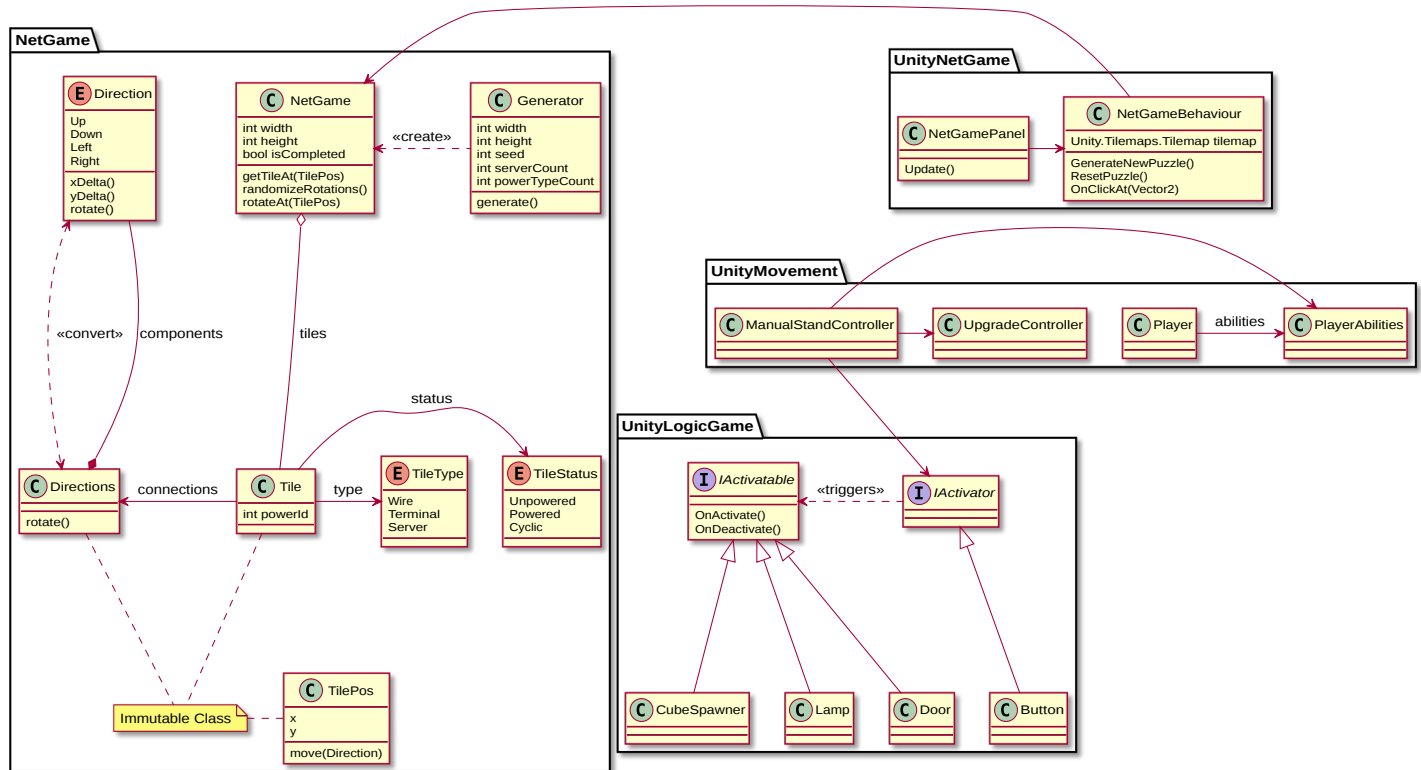 NetGame
E Direction
Up
Down
Left
Right
xDelta()
yDelta()
rotate()
C NetGame
int width
int height
bool isCompleted
getTileAt(TilePos)
randomizeRotations()
rotateAt(TilePos)
«create»
C Generator
int width
int height
int seed
int serverCount
int powerTypeCount
generate()
«convert»
components
tiles
status
C Directions
rotate()
connections
C Tile
int powerId
type
E TileType
Wire
Terminal
Server
E TileStatus
Unpowered
Powered
Cyclic
Immutable Class
C TilePos
x
y
move(Direction)
UnityNetGame
C NetGamePanel
Update()
C NetGameBehaviour
Unity.Tilemaps.Tilemap tilemap
GenerateNewPuzzle()
ResetPuzzle()
OnClickAt(Vector2)
UnityMovement
C ManualStandController
C UpgradeController
C Player
abilities
C PlayerAbilities
UnityLogicGame
I IActivatable
OnActivate()
OnDeactivate()
«triggers»
I IActivator
C CubeSpawner
C Lamp
C Door
C Button